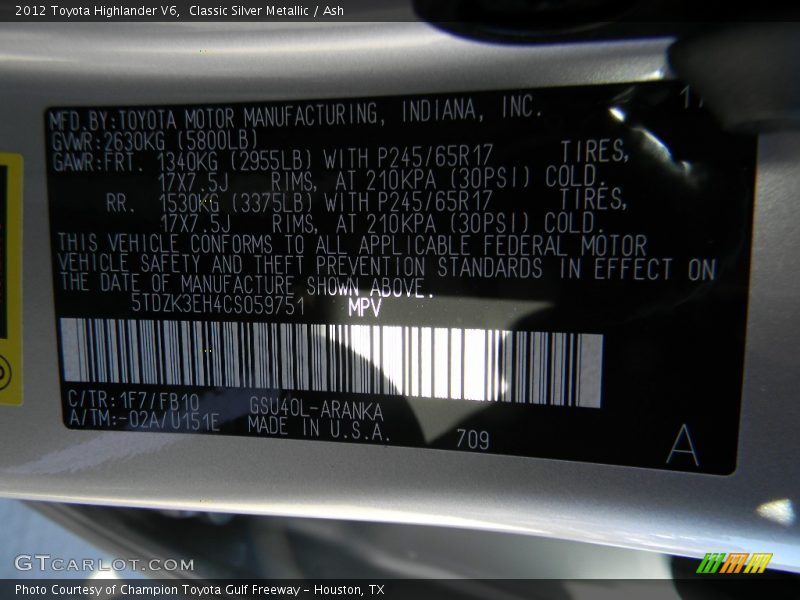 2012 Toyota Highlander V6,  Classic Silver Metallic / Ash
MFD.BY:TOYOTA MOTOR MANUFACTURING, INDIANA, INC.
GVWR:2630KG (5800LB)
GAWR:FRT. 1340KG (2955LB) WITH P245/65R17 TIRES,
17X7.5J RIMS, AT 210KPA (30PSI) COLD.
RR. 1530KG (3375LB) WITH P245/65R17 TIRES,
17X7.5J RIMS, AT 210KPA (30PSI) COLD.
THIS VEHICLE CONFORMS TO ALL APPLICABLE FEDERAL MOTOR
VEHICLE SAFETY AND THEFT PREVENTION STANDARDS IN EFFECT ON
THE DATE OF MANUFACTURE SHOWN ABOVE.
5TDZK3EH4CS059751 MPV
C/TR:1F7/FB10 GSU40L-ARANKA
A/TM:-02A/U151E MADE IN U.S.A. 709
A
GTCARLOT.COM
Photo Courtesy of Champion Toyota Gulf Freeway - Houston, TX